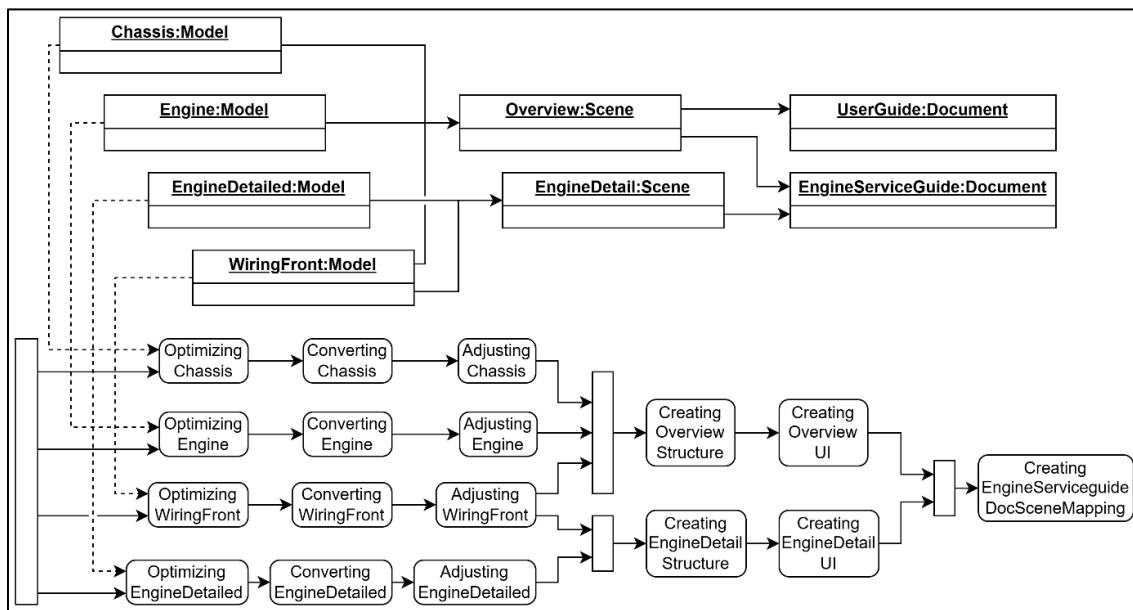 Chassis:Model
Engine:Model
Overview:Scene
UserGuide:Document
EngineDetailed:Model
EngineDetail:Scene
EngineServiceGuide:Document
WiringFront:Model
Optimizing
Chassis
Converting
Chassis
Adjusting
Chassis
Optimizing
Engine
Converting
Engine
Adjusting
Engine
Creating
Overview
Structure
Creating
Overview
UI
Optimizing
WiringFront
Converting
WiringFront
Adjusting
WiringFront
Creating
EngineServiceguide
DocSceneMapping
Optimizing
EngineDetailed
Converting
EngineDetailed
Adjusting
EngineDetailed
Creating
EngineDetail
Structure
Creating
EngineDetail
UI